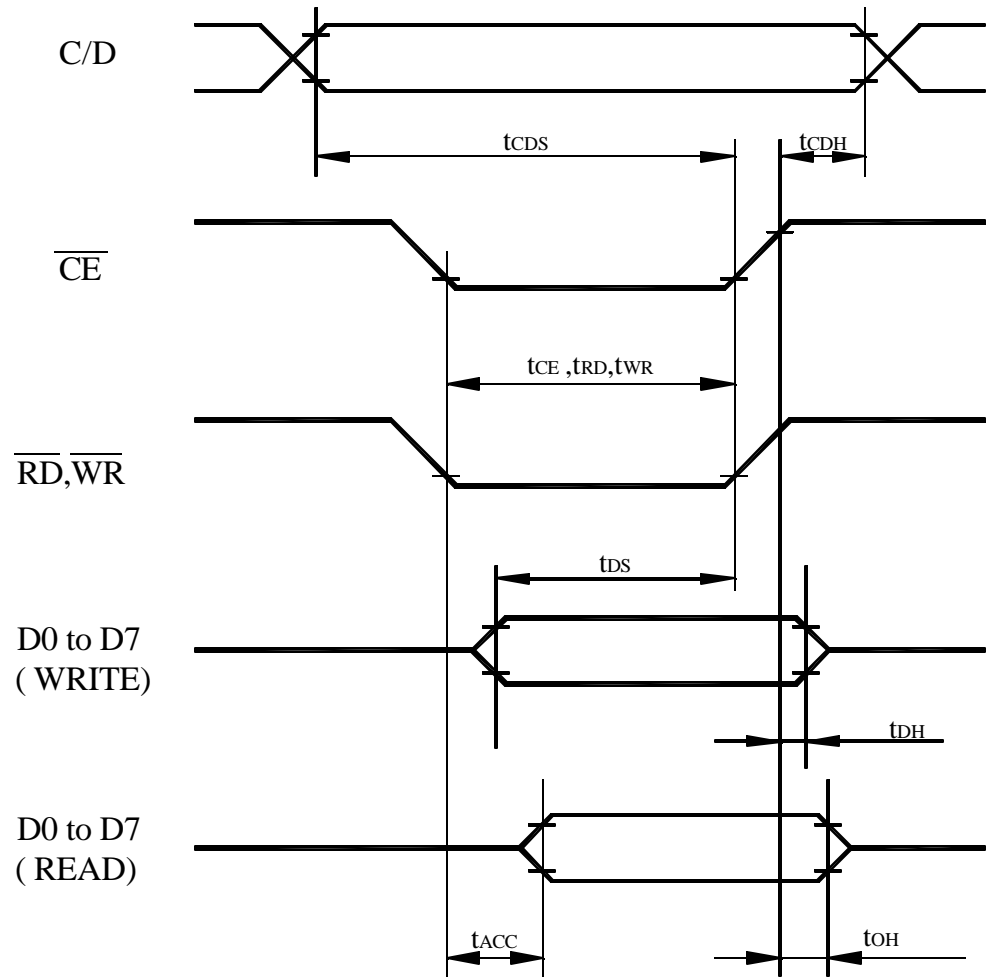 C/D
tCDS
tCDH
CE
tCE ,tRD,tWR
RD,WR
tDS
D0 to D7
( WRITE)
tDH
D0 to D7
( READ)
tACC
tOH